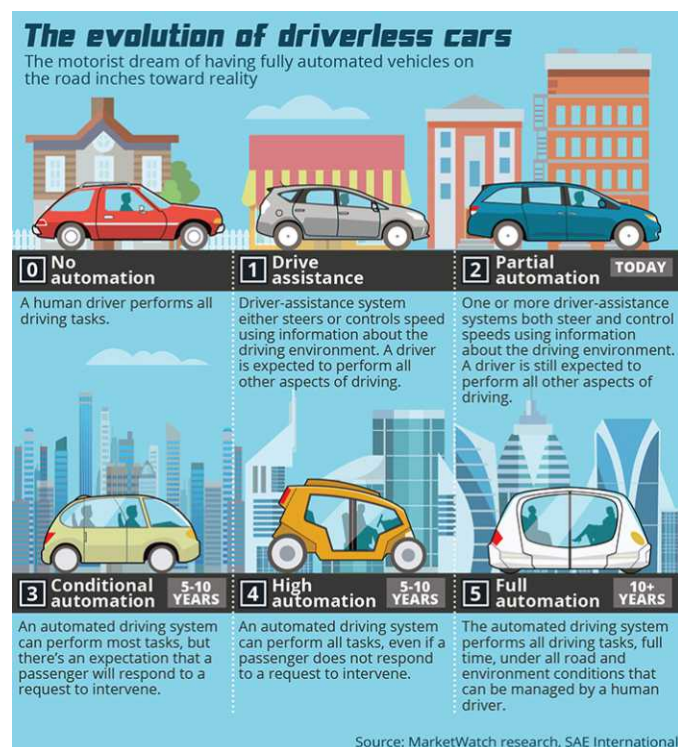 The evolution of driverless cars
The motorist dream of having fully automated vehicles on
the road inches toward reality
0 No
automation
A human driver performs all
driving tasks.
1 Drive
assistance
Driver-assistance system
either steers or controls speed
using information about the
driving environment. A driver
is expected to perform all
other aspects of driving.
2 Partial
automation TODAY
One or more driver-assistance
systems both steer and control
speeds using information
about the driving environment.
A driver is still expected to
perform all other aspects of
driving.
3 Conditional
automation
5-10
YEARS
An automated driving system
can perform most tasks, but
there's an expectation that a
passenger will respond to a
request to intervene.
4 High
automation
5-10
YEARS
An automated driving system
can perform all tasks, even if a
passenger does not respond
to a request to intervene.
5 Full
automation
10+
YEARS
The automated driving system
performs all driving tasks, full
time, under all road and
environment conditions that
can be managed by a human
driver.
Source: MarketWatch research, SAE International